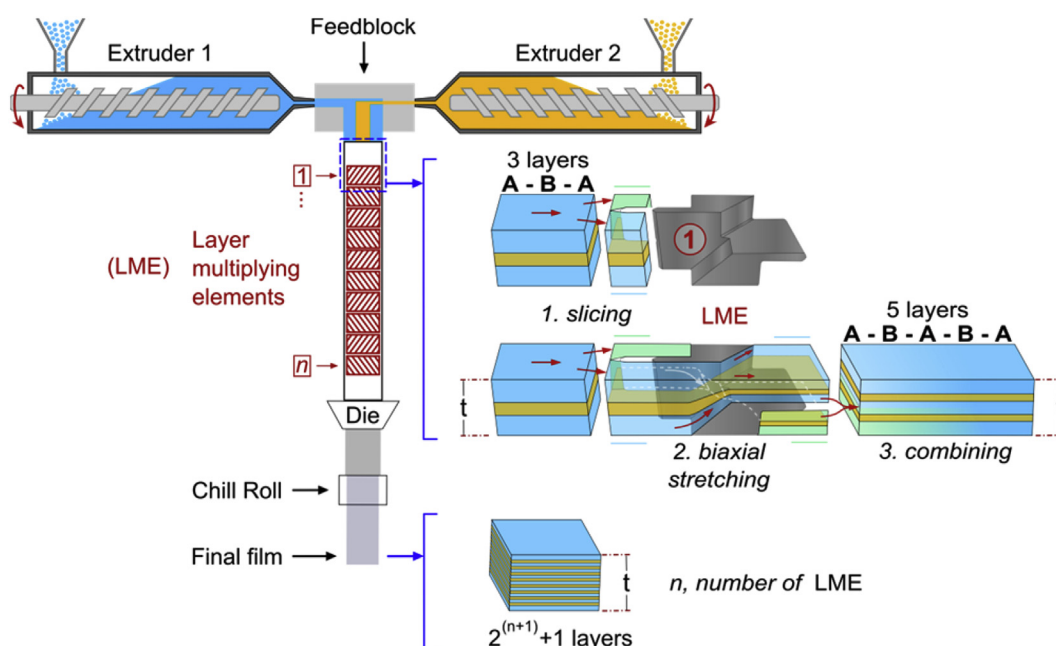 Feedblock
Extruder 1
Extruder 2
1
⋮
n
(LME)
Layer
multiplying
elements
3 layers
A - B - A
1
1. slicing
LME
5 layers
A - B - A - B - A
t
t
2. biaxial
stretching
3. combining
Die
Chill Roll
Final film
t
n, number of LME
2^(n+1)+1 layers